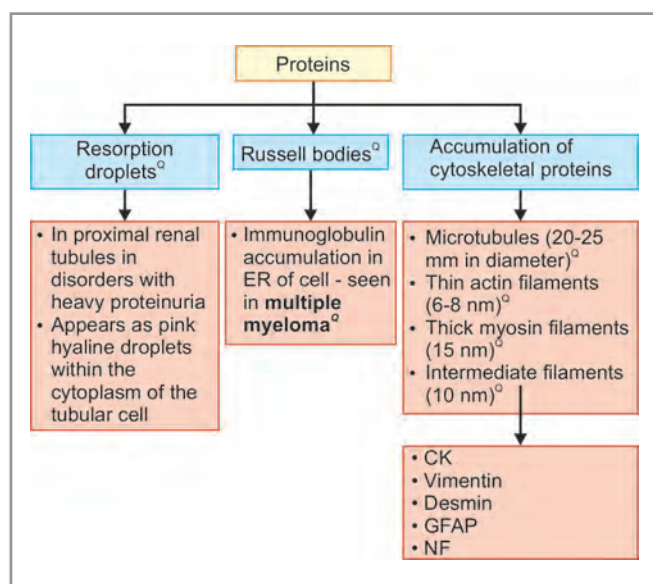 Proteins
Resorption
droplets^Q
Russell bodies^Q
Accumulation of
cytoskeletal proteins
• In proximal renal
tubules in
disorders with
heavy proteinuria
• Appears as pink
hyaline droplets
within the
cytoplasm of the
tubular cell
• Immunoglobulin
accumulation in
ER of cell - seen
in multiple
myeloma^Q
• Microtubules (20-25
mm in diameter)^Q
• Thin actin filaments
(6-8 nm)^Q
• Thick myosin filaments
(15 nm)^Q
• Intermediate filaments
(10 nm)^Q
• CK
• Vimentin
• Desmin
• GFAP
• NF